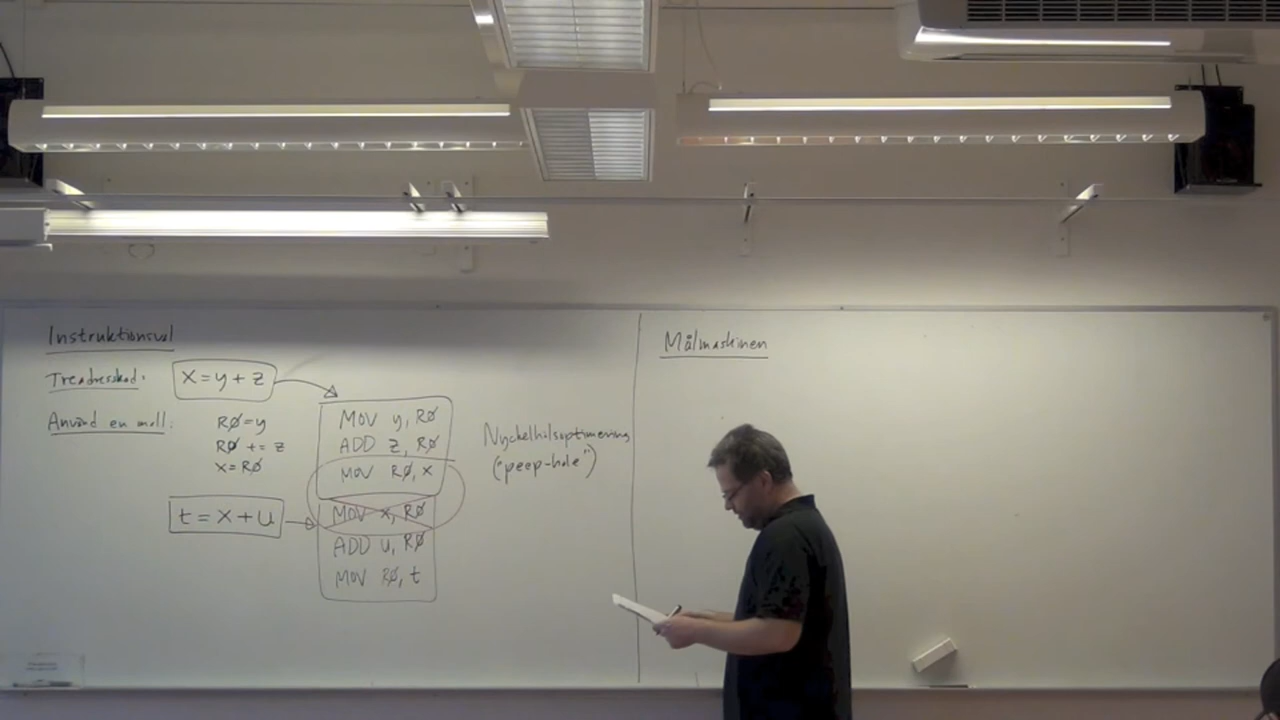 Instruktionsval
Treadresskod:
x = y + z
Använd en mall:
RØ = y
RØ += z
x = RØ
MOV y, RØ
ADD z, RØ
MOV RØ, x
t = x + u
MOV x, RØ
ADD u, RØ
MOV RØ, t
Nyckelhålsoptimering
("peep-hole")
Målmaskinen